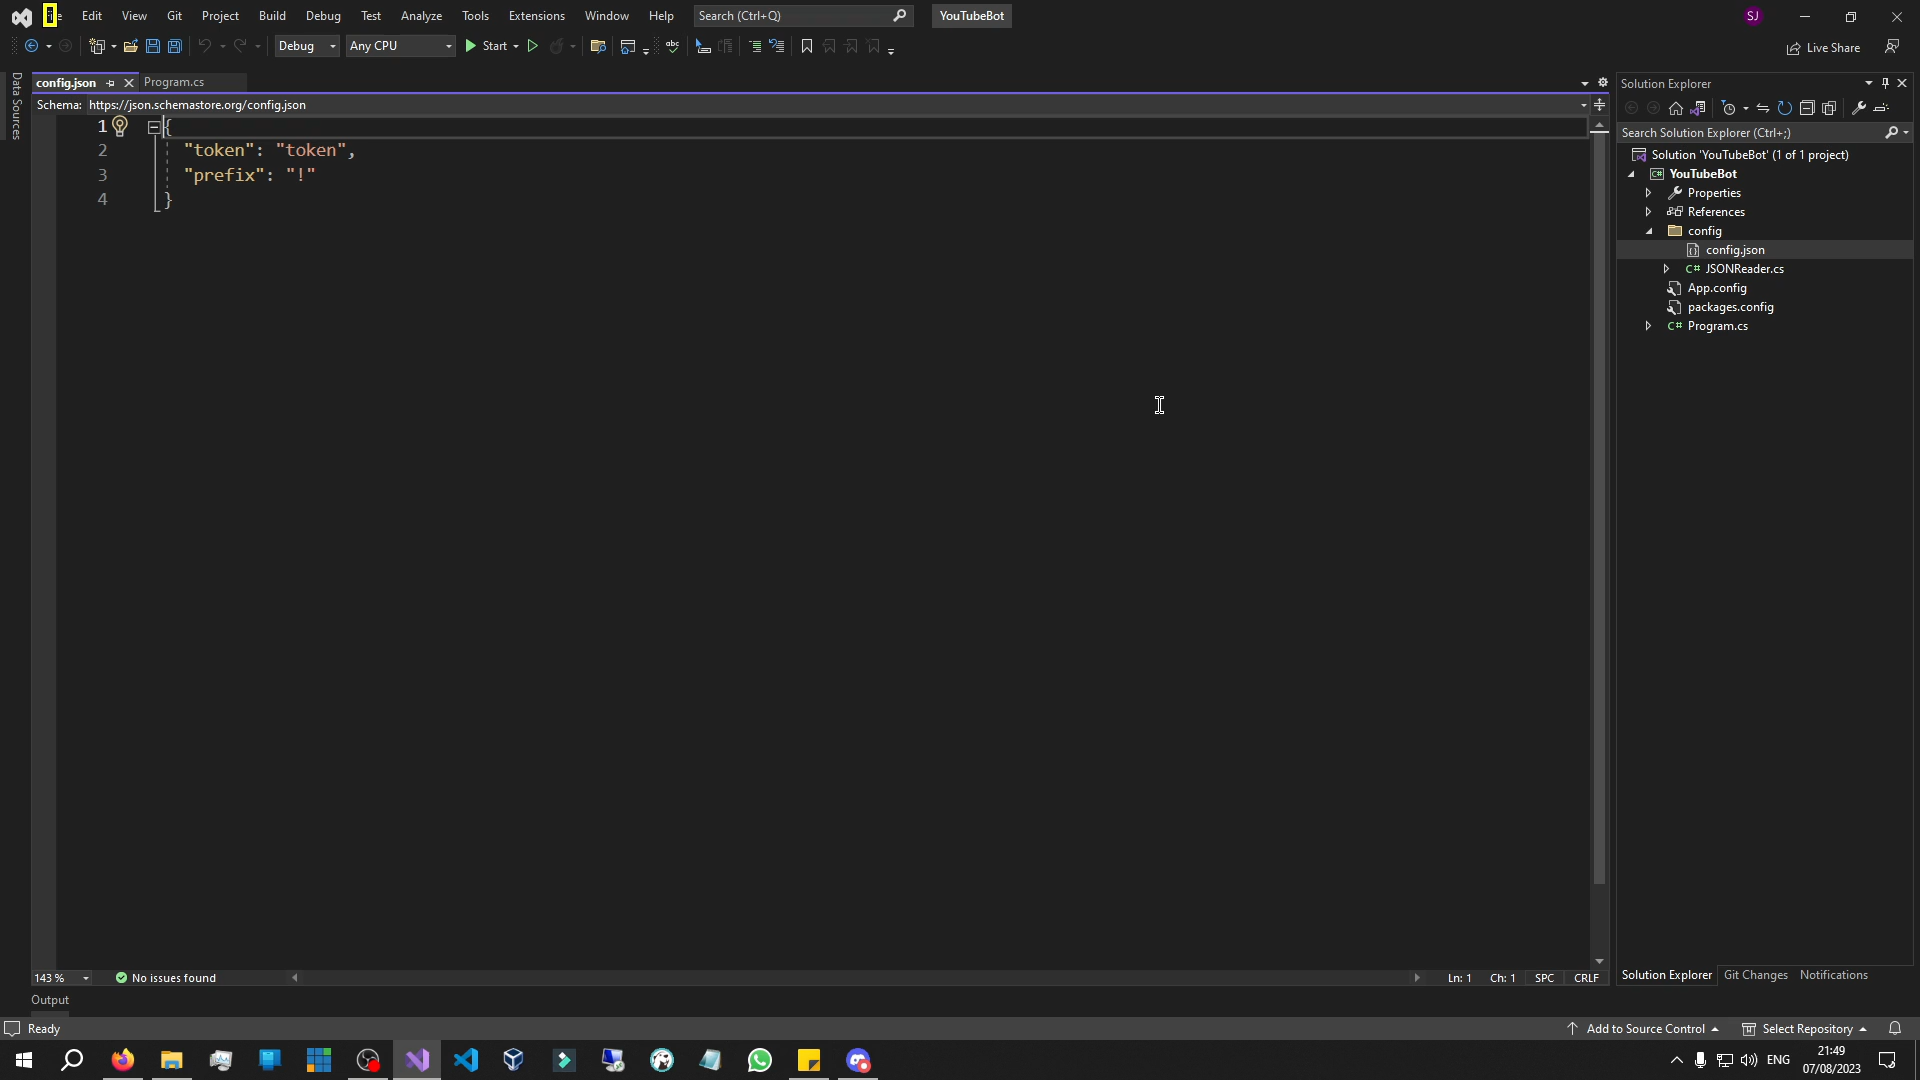 Edit View Git Project Build Debug Test Analyze Tools Extensions Window Help Search (Ctrl+Q) YouTubeBot SJ
Debug Any CPU Start Live Share
Data Sources
config.json Program.cs
Schema: https://json.schemastore.org/config.json
1 {
2 "token": "token",
3 "prefix": "!"
4 }
Solution Explorer
Search Solution Explorer (Ctrl+;)
Solution 'YouTubeBot' (1 of 1 project)
C# YouTubeBot
Properties
References
config
config.json
C# JSONReader.cs
App.config
packages.config
C# Program.cs
143 % No issues found Ln: 1 Ch: 1 SPC CRLF
Solution Explorer Git Changes Notifications
Output
Ready Add to Source Control Select Repository
ENG 21:49
07/08/2023